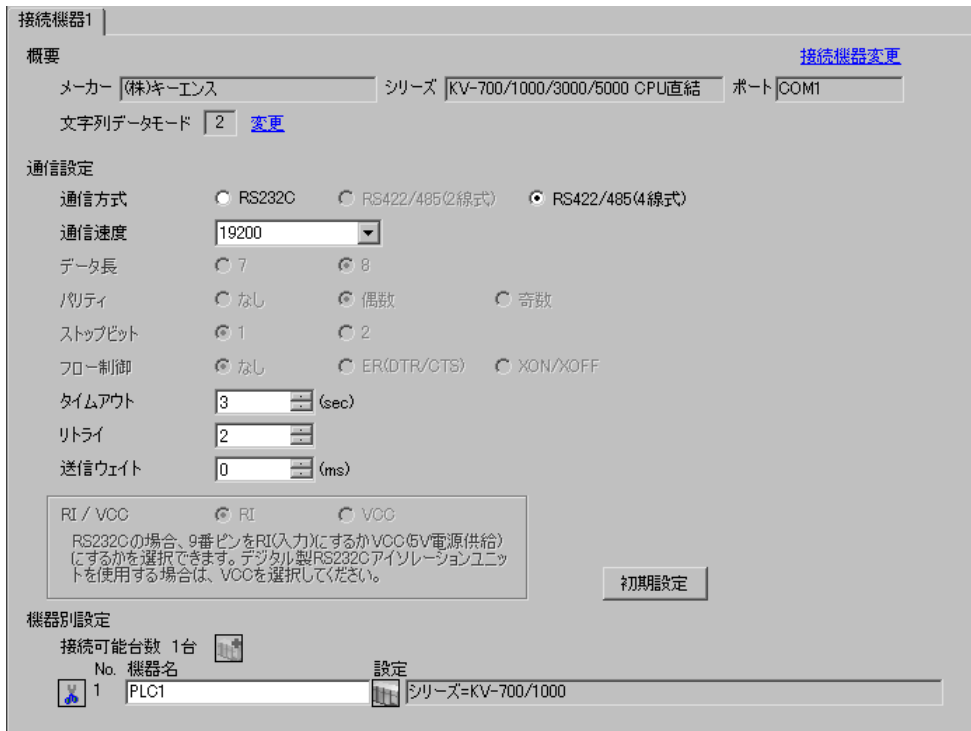 接続機器1
概要 接続機器変更
メーカー (株)キーエンス シリーズ KV-700/1000/3000/5000 CPU直結 ポート COM1
文字列データモード 2 変更
通信設定
通信方式 RS232C RS422/485(2線式) RS422/485(4線式)
通信速度 19200
データ長 7 8
パリティ なし 偶数 奇数
ストップビット 1 2
フロー制御 なし ER(DTR/CTS) XON/XOFF
タイムアウト 3 (sec)
リトライ 2
送信ウェイト 0 (ms)
RI / VCC RI VCC
RS232Cの場合、9番ピンをRI(入力)にするかVCC(5V電源供給)
にするかを選択できます。デジタル製RS232Cアイソレーションユニッ
トを使用する場合は、VCCを選択してください。
初期設定
機器別設定
接続可能台数 1台
No. 機器名 設定
1 PLC1 シリーズ=KV-700/1000